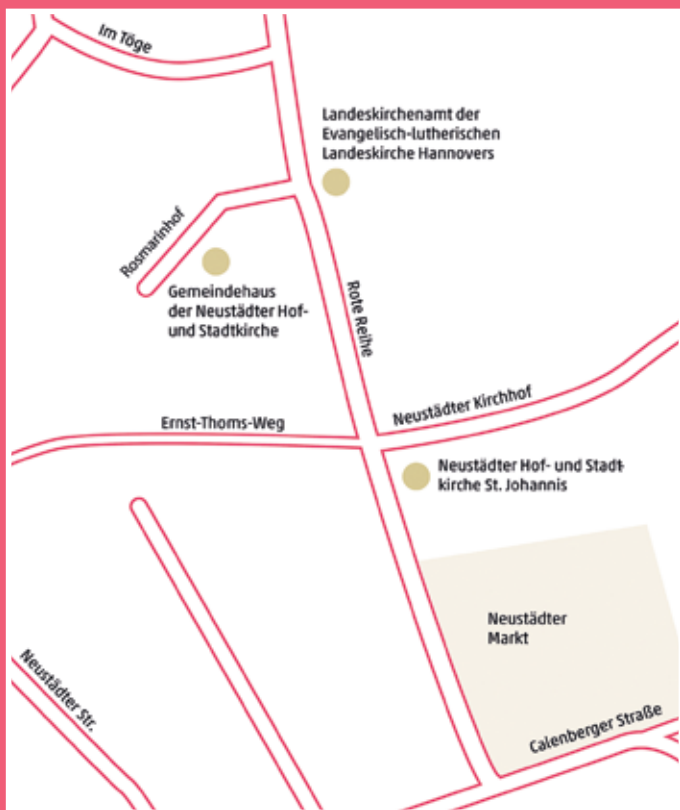 Im Töge
Landeskirchenamt der
Evangelisch-lutherischen
Landeskirche Hannovers
Rosmarinhof
Gemeindehaus
der Neustädter Hof-
und Stadtkirche
Rote Reihe
Neustädter Kirchhof
Ernst-Thoms-Weg
Neustädter Hof- und Stadt-
kirche St. Johannis
Neustädter
Markt
Neustädter Str.
Calenberger Straße